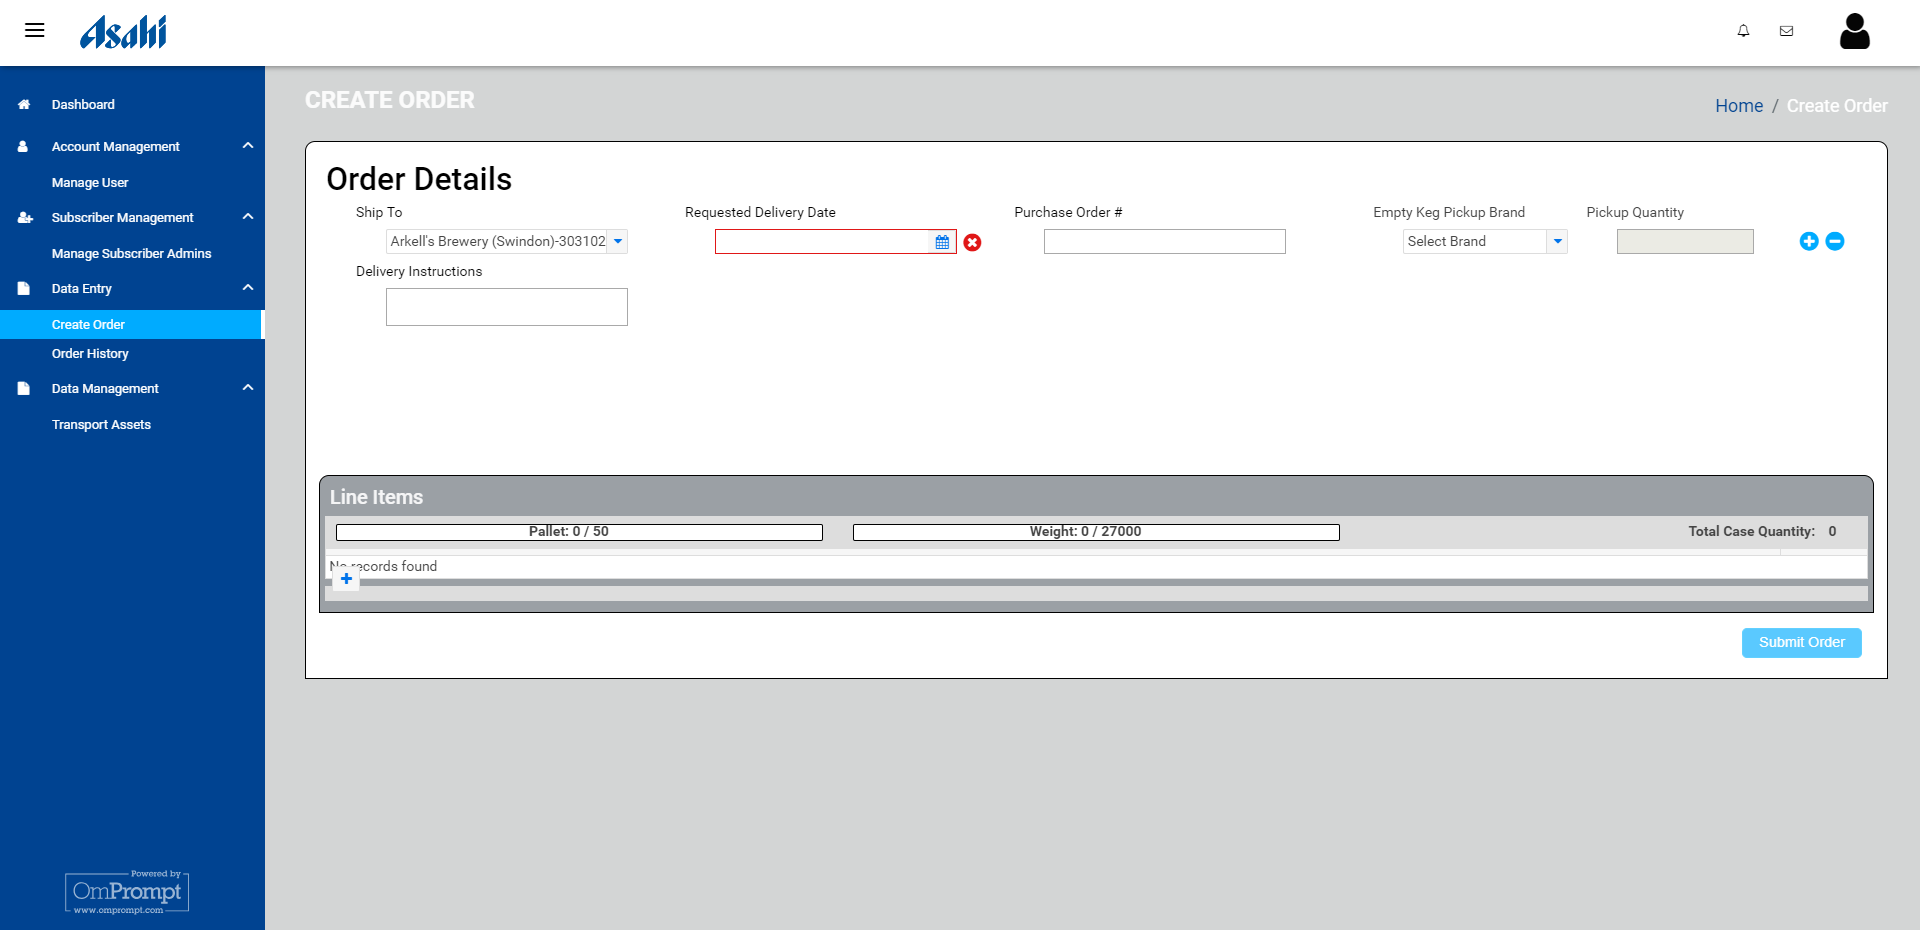 Asahi
Dashboard
Account Management
Manage User
Subscriber Management
Manage Subscriber Admins
Data Entry
Create Order
Order History
Data Management
Transport Assets
Powered by
OmPrompt
www.omprompt.com
CREATE ORDER
Home / Create Order
Order Details
Ship To
Requested Delivery Date
Purchase Order #
Empty Keg Pickup Brand
Pickup Quantity
Arkell's Brewery (Swindon)-303102
Select Brand
Delivery Instructions
Line Items
Pallet: 0 / 50
Weight: 0 / 27000
Total Case Quantity: 0
No records found
Submit Order